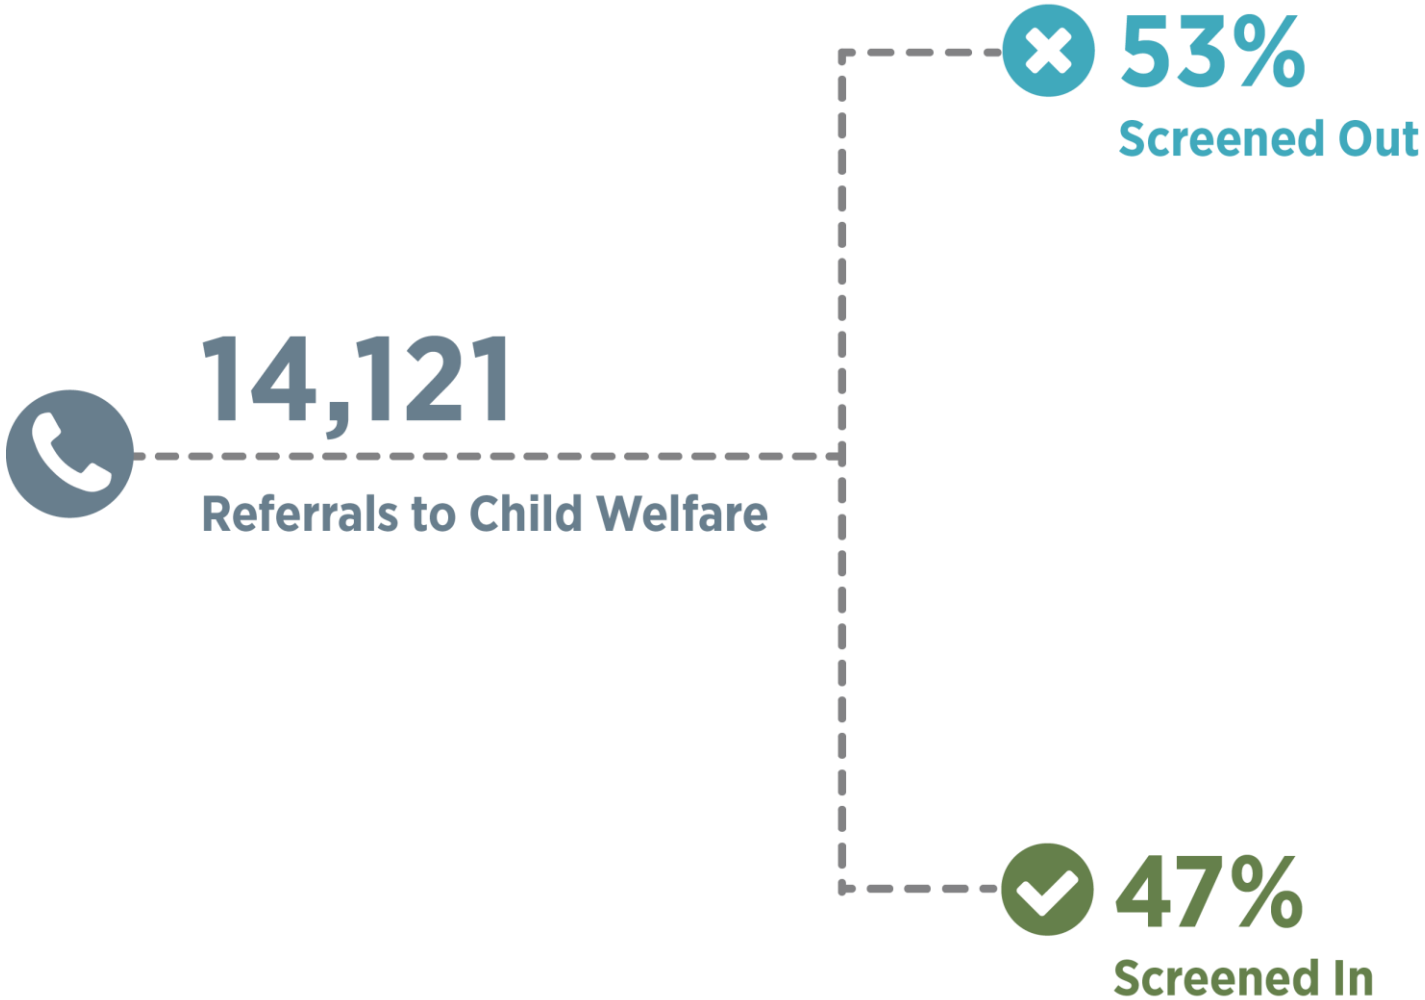 53%
Screened Out
14,121
Referrals to Child Welfare
47%
Screened In